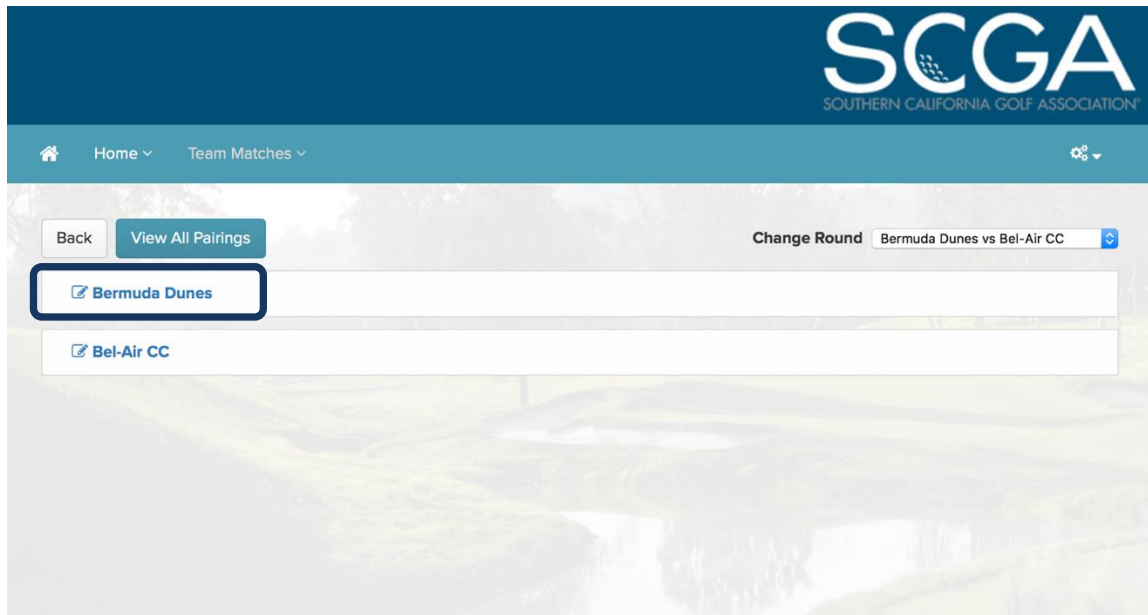 SCGA
SOUTHERN CALIFORNIA GOLF ASSOCIATION
Home Team Matches
Back View All Pairings Change Round Bermuda Dunes vs Bel-Air CC
Bermuda Dunes
Bel-Air CC